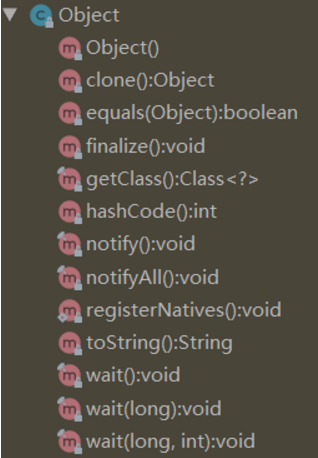 Object
Object()
clone():Object
equals(Object):boolean
finalize():void
getClass():Class<?>
hashCode():int
notify():void
notifyAll():void
registerNatives():void
toString():String
wait():void
wait(long):void
wait(long, int):void